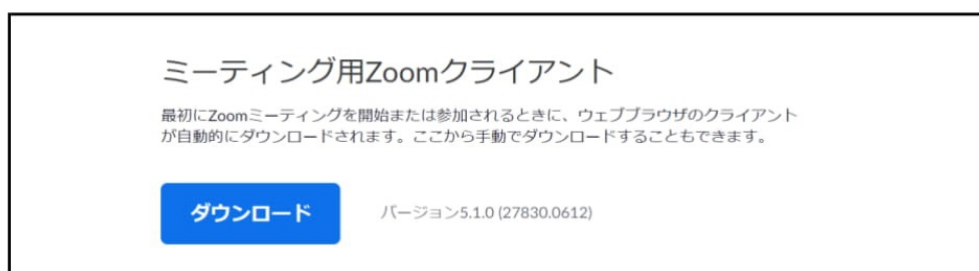 ミーティング用Zoomクライアント
最初にZoomミーティングを開始または参加されるときに、ウェブブラウザのクライアント
が自動的にダウンロードされます。ここから手動でダウンロードすることもできます。
ダウンロード
バージョン5.1.0 (27830.0612)